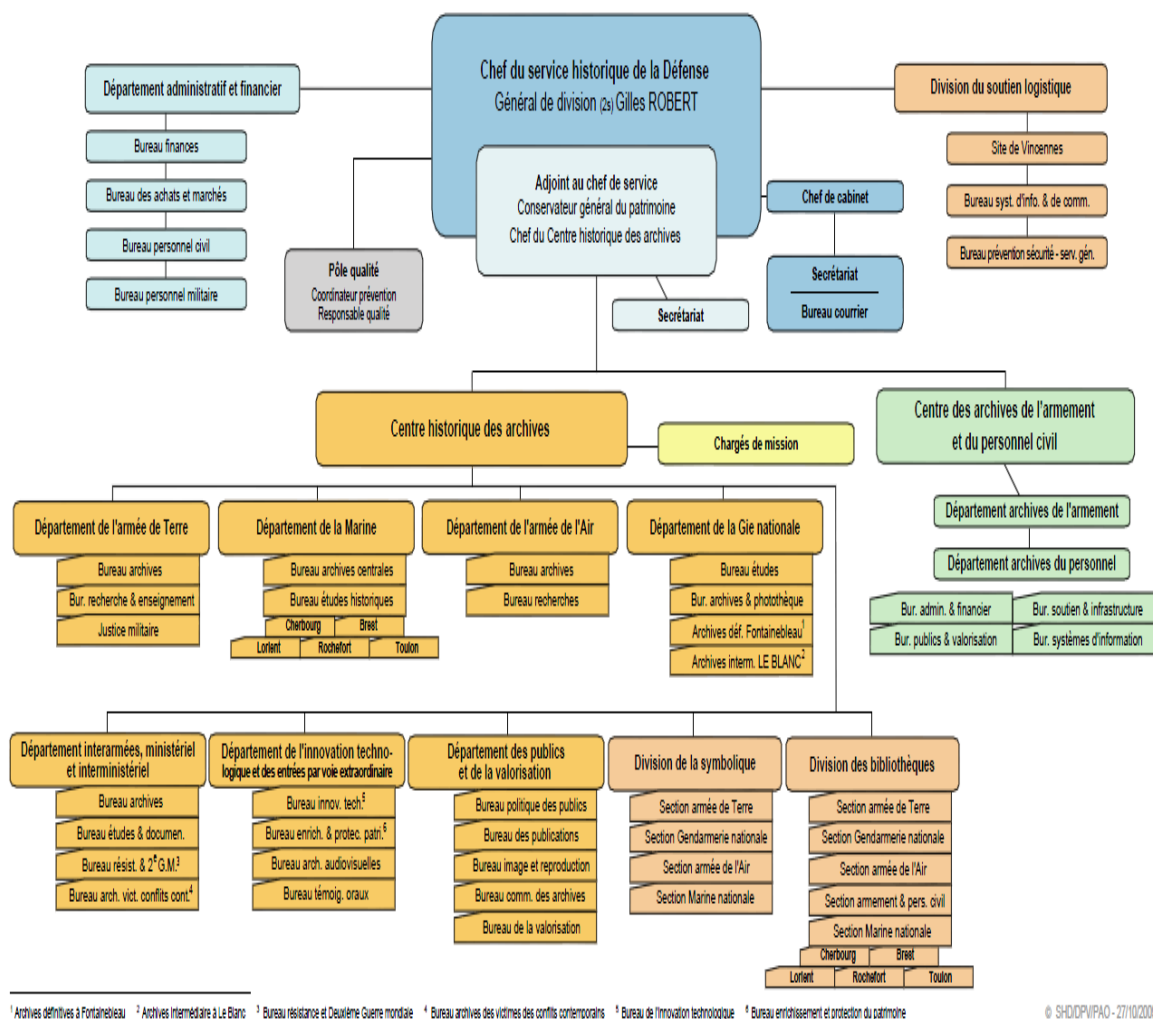 Chef du service historique de la Défense
Général de division (2s) Gilles ROBERT
Département administratif et financier
Bureau finances
Bureau des achats et marchés
Bureau personnel civil
Bureau personnel militaire
Division du soutien logistique
Site de Vincennes
Bureau syst. d'info. & de comm.
Bureau prévention sécurité - serv. gén.
Adjoint au chef de service
Conservateur général du patrimoine
Chef du Centre historique des archives
Chef de cabinet
Secrétariat
Bureau courrier
Pôle qualité
Coordinateur prévention
Responsable qualité
Secrétariat
Centre historique des archives
Chargés de mission
Centre des archives de l'armement
et du personnel civil
Département archives de l'armement
Département archives du personnel
Bur. admin. & financier
Bur. soutien & infrastructure
Bur. publics & valorisation
Bur. systèmes d'information
Département de l'armée de Terre
Bureau archives
Bur. recherche & enseignement
Justice militaire
Département de la Marine
Bureau archives centrales
Bureau études historiques
Cherbourg
Brest
Lorient
Rochefort
Toulon
Département de l'armée de l'Air
Bureau archives
Bureau recherches
Département de la Gie nationale
Bureau études
Bur. archives & photothèque
Archives déf. Fontainebleau 1
Archives interm. LE BLANC 2
Département interarmées, ministériel
et interministériel
Bureau archives
Bureau études & documen.
Bureau résist. & 2e G.M. 3
Bureau arch. vict. conflits cont. 4
Département de l'innovation techno-
logique et des entrées par voie extraordinaire
Bureau innov. tech. 5
Bureau enrich. & protec. patri. 6
Bureau arch. audiovisuelles
Bureau témoig. oraux
Département des publics
et de la valorisation
Bureau politique des publics
Bureau des publications
Bureau image et reproduction
Bureau comm. des archives
Bureau de la valorisation
Division de la symbolique
Section armée de Terre
Section Gendarmerie nationale
Section armée de l'Air
Section Marine nationale
Division des bibliothèques
Section armée de Terre
Section Gendarmerie nationale
Section armée de l'Air
Section armement & pers. civil
Section Marine nationale
Cherbourg
Brest
Lorient
Rochefort
Toulon
1 Archives définitives à Fontainebleau 2 Archives Intermédiaire à Le Blanc 3 Bureau résistance et Deuxième Guerre mondiale 4 Bureau archives des victimes des conflits contemporains 5 Bureau de l'innovation technologique 6 Bureau enrichissement et protection du patrimoine
© SHD/DPV/PAO - 27/10/200